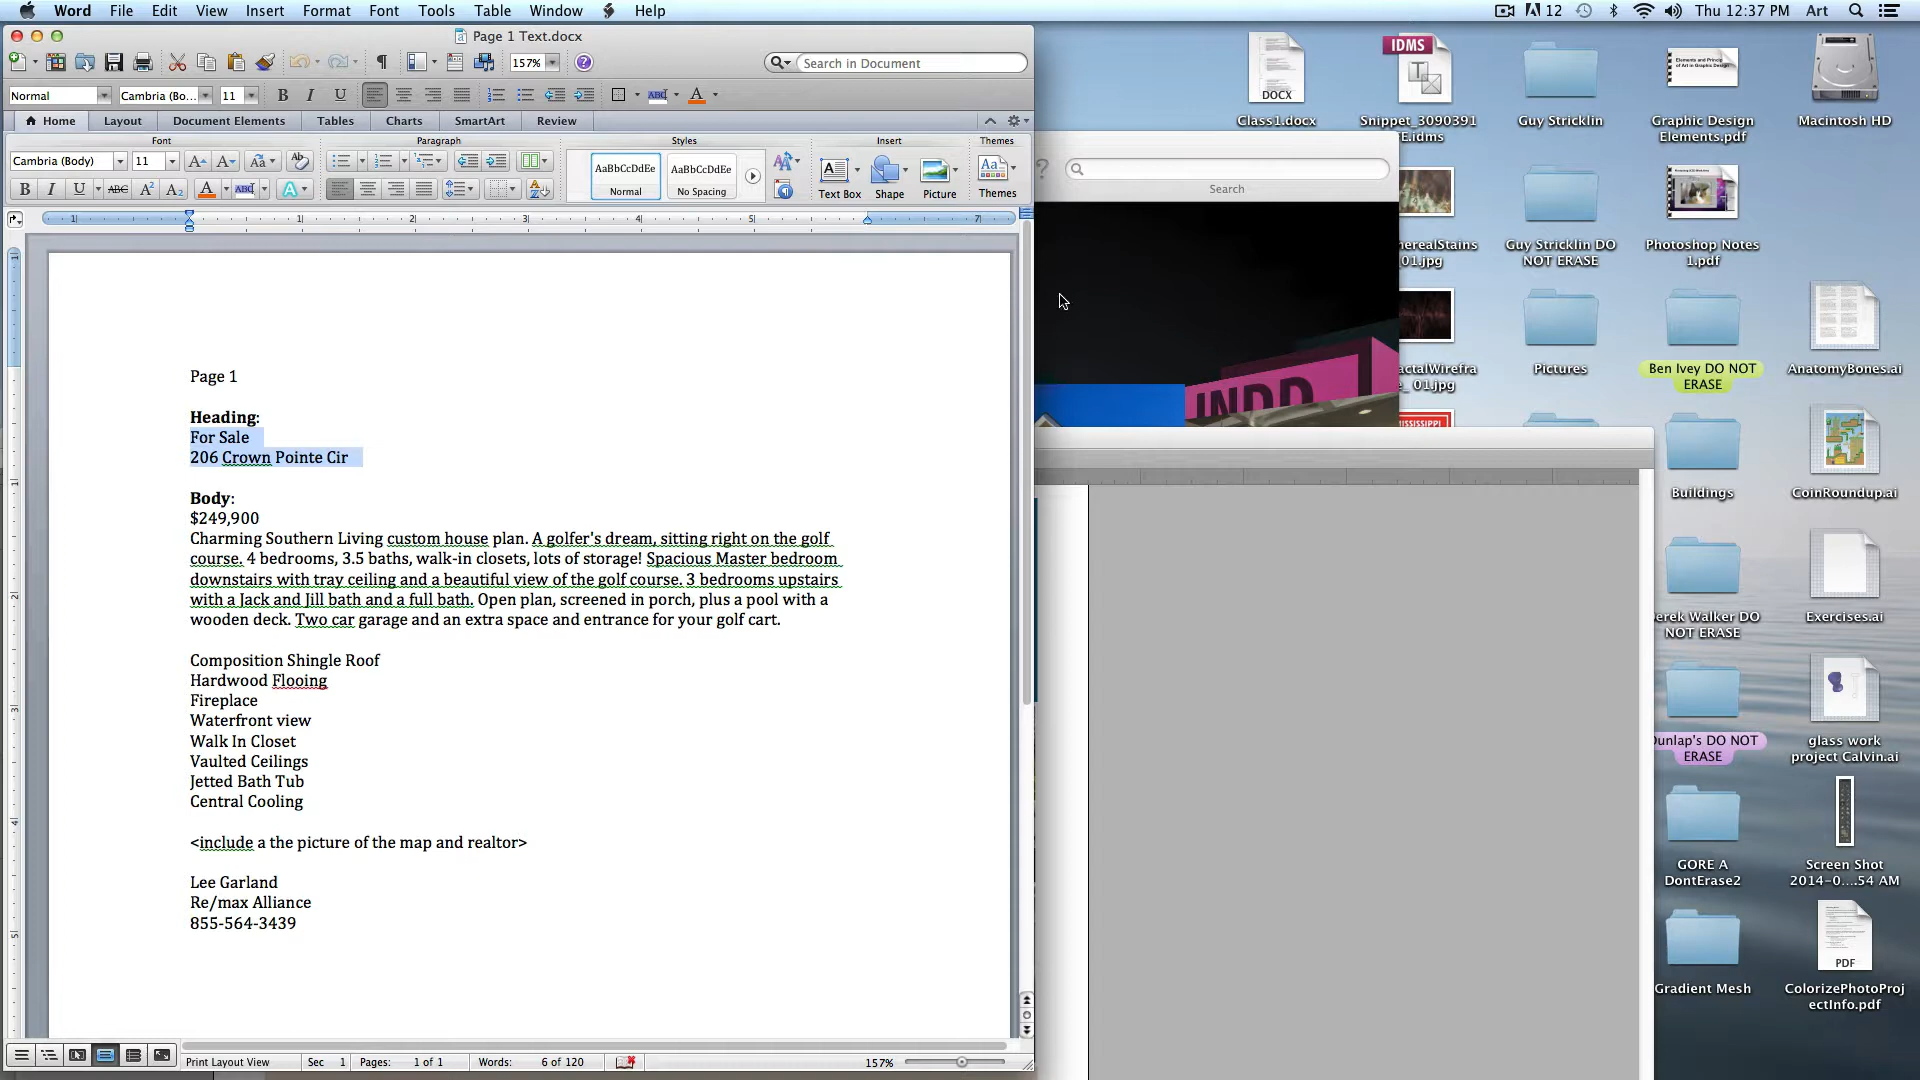 Word File Edit View Insert Format Font Tools Table Window Help
12 Thu 12:37 PM Art
Page 1 Text.docx
157%
Search in Document
Normal Cambria (Bo... 11 B I U ABC A
Home Layout Document Elements Tables Charts SmartArt Review
Font Paragraph Styles Insert Themes
Cambria (Body) 11
AaBbCcDdEe AaBbCcDdEe
Normal No Spacing Text Box Shape Picture Themes
Page 1
Heading:
For Sale
206 Crown Pointe Cir
Body:
$249,900
Charming Southern Living custom house plan. A golfer's dream, sitting right on the golf
course. 4 bedrooms, 3.5 baths, walk-in closets, lots of storage! Spacious Master bedroom
downstairs with tray ceiling and a beautiful view of the golf course. 3 bedrooms upstairs
with a Jack and Jill bath and a full bath. Open plan, screened in porch, plus a pool with a
wooden deck. Two car garage and an extra space and entrance for your golf cart.
Composition Shingle Roof
Hardwood Flooing
Fireplace
Waterfront view
Walk In Closet
Vaulted Ceilings
Jetted Bath Tub
Central Cooling
<include a the picture of the map and realtor>
Lee Garland
Re/max Alliance
855-564-3439
Print Layout View Sec 1 Pages: 1 of 1 Words: 6 of 120 157%
Search
INDD
DOCX
Class1.docx
IDMS
Snippet_3090391
E.idms
Guy Stricklin
Graphic Design
Elements.pdf
Macintosh HD
herealStains
_01.jpg
Guy Stricklin DO
NOT ERASE
Photoshop Notes
1.pdf
actalWirefra
_ 01.jpg
Pictures
Ben Ivey DO NOT
ERASE
AnatomyBones.ai
MISSISSIPPI
Buildings
CoinRoundup.ai
erek Walker DO
NOT ERASE
Exercises.ai
Dunlap's DO NOT
ERASE
glass work
project Calvin.ai
GORE A
DontErase2
Screen Shot
2014-0....54 AM
Gradient Mesh
PDF
ColorizePhotoProj
ectInfo.pdf